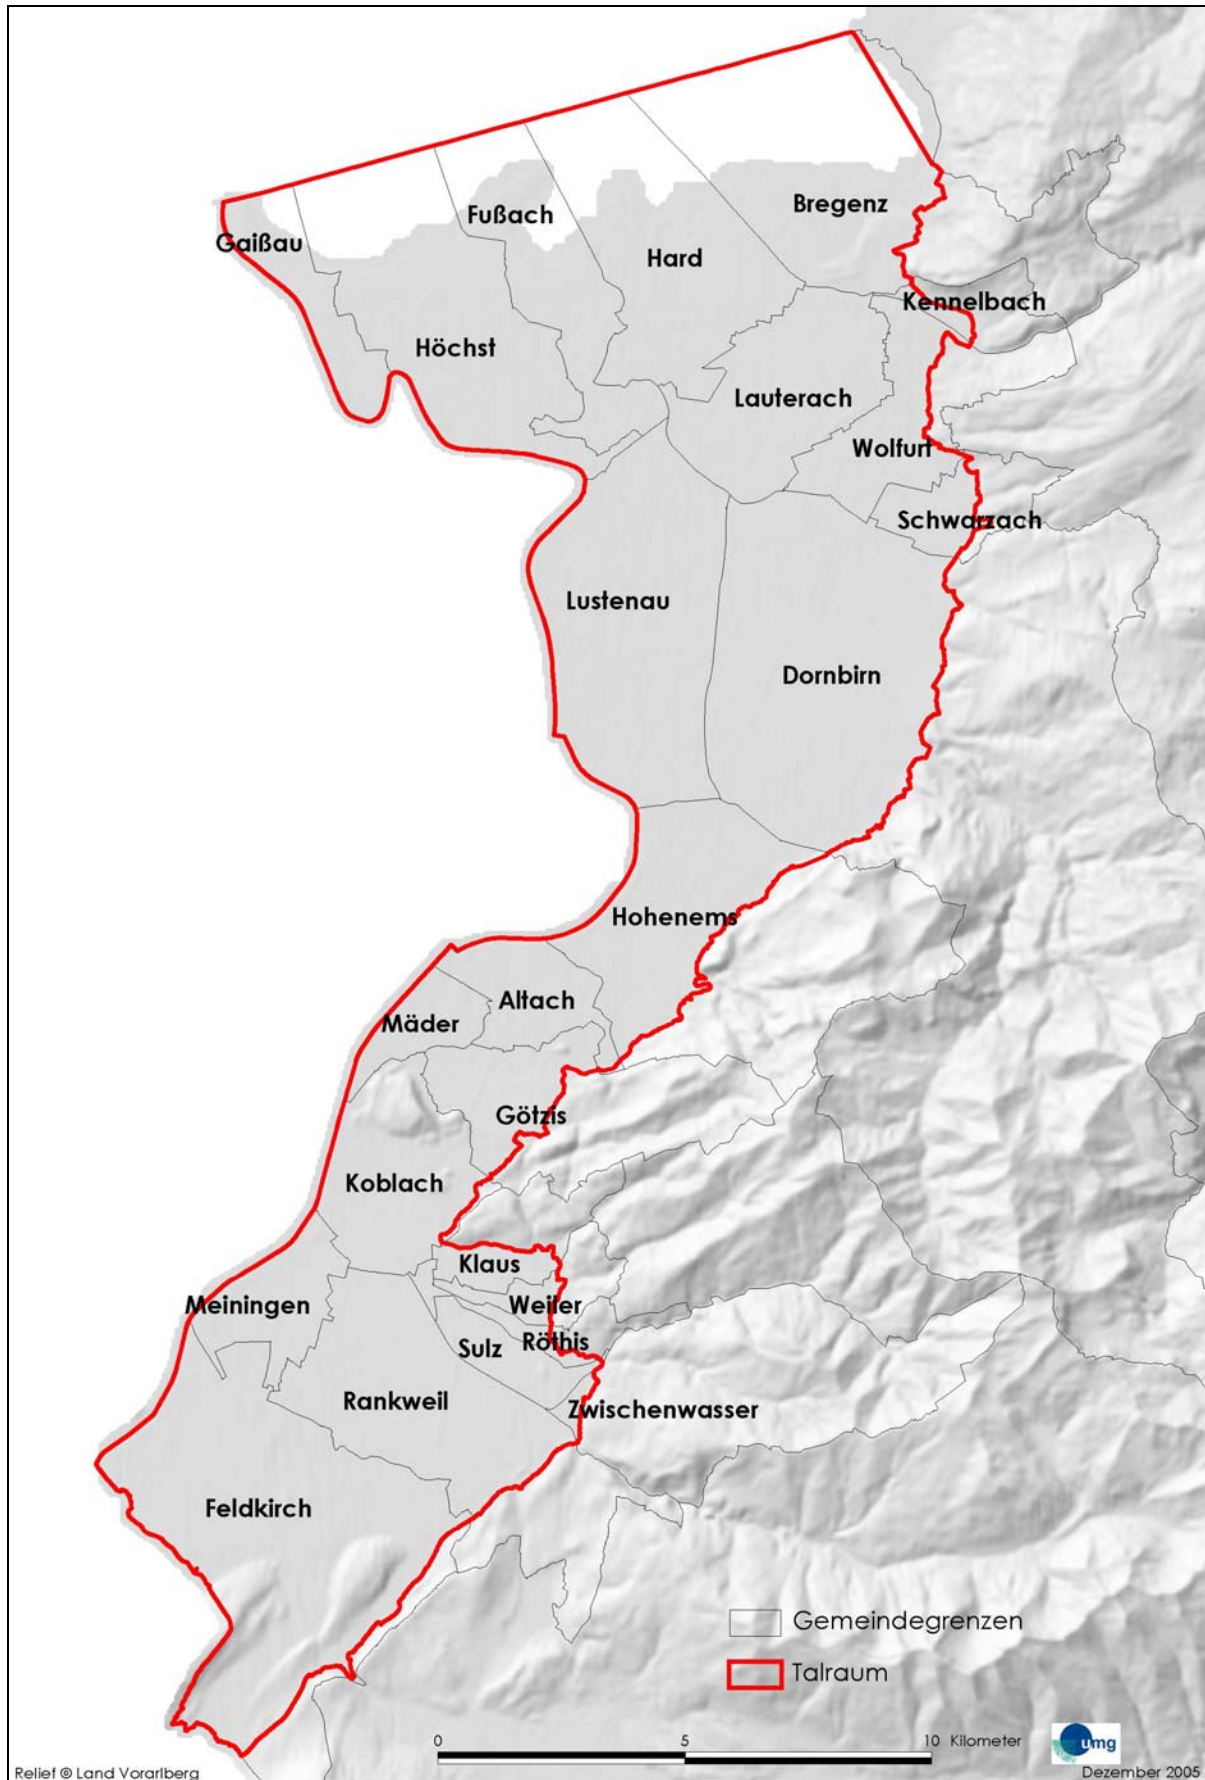 Bregenz
Fußach
Gaißau
Hard
Kennelbach
Höchst
Lauterach
Wolfurt
Schwarzach
Lustenau
Dornbirn
Hohenems
Altach
Mäder
Götzis
Koblach
Klaus
Meiningen
Weiler
Röthis
Sulz
Rankweil
Zwischenwasser
Feldkirch
Gemeindegrenzen
Talraum
0 5 10 Kilometer
umg
Relief © Land Vorarlberg
Dezember 2005